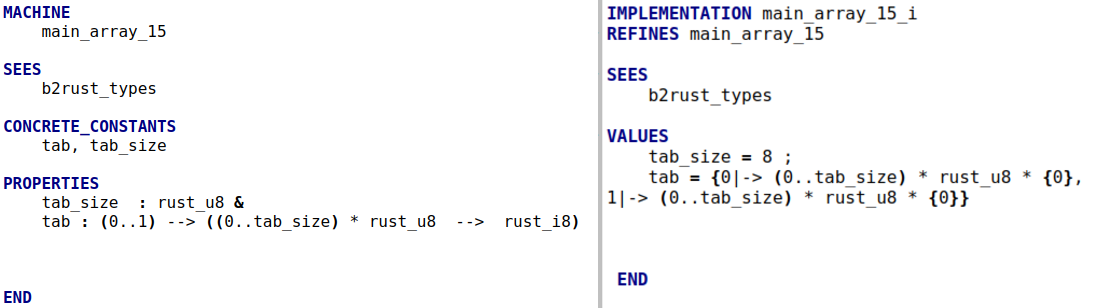 MACHINE
main_array_15
SEES
b2rust_types
CONCRETE_CONSTANTS
tab, tab_size
PROPERTIES
tab_size : rust_u8 &
tab : (0..1) --> ((0..tab_size) * rust_u8 --> rust_i8)
END
IMPLEMENTATION main_array_15_i
REFINES main_array_15
SEES
b2rust_types
VALUES
tab_size = 8 ;
tab = {0|-> (0..tab_size) * rust_u8 * {0},
1|-> (0..tab_size) * rust_u8 * {0}}
END